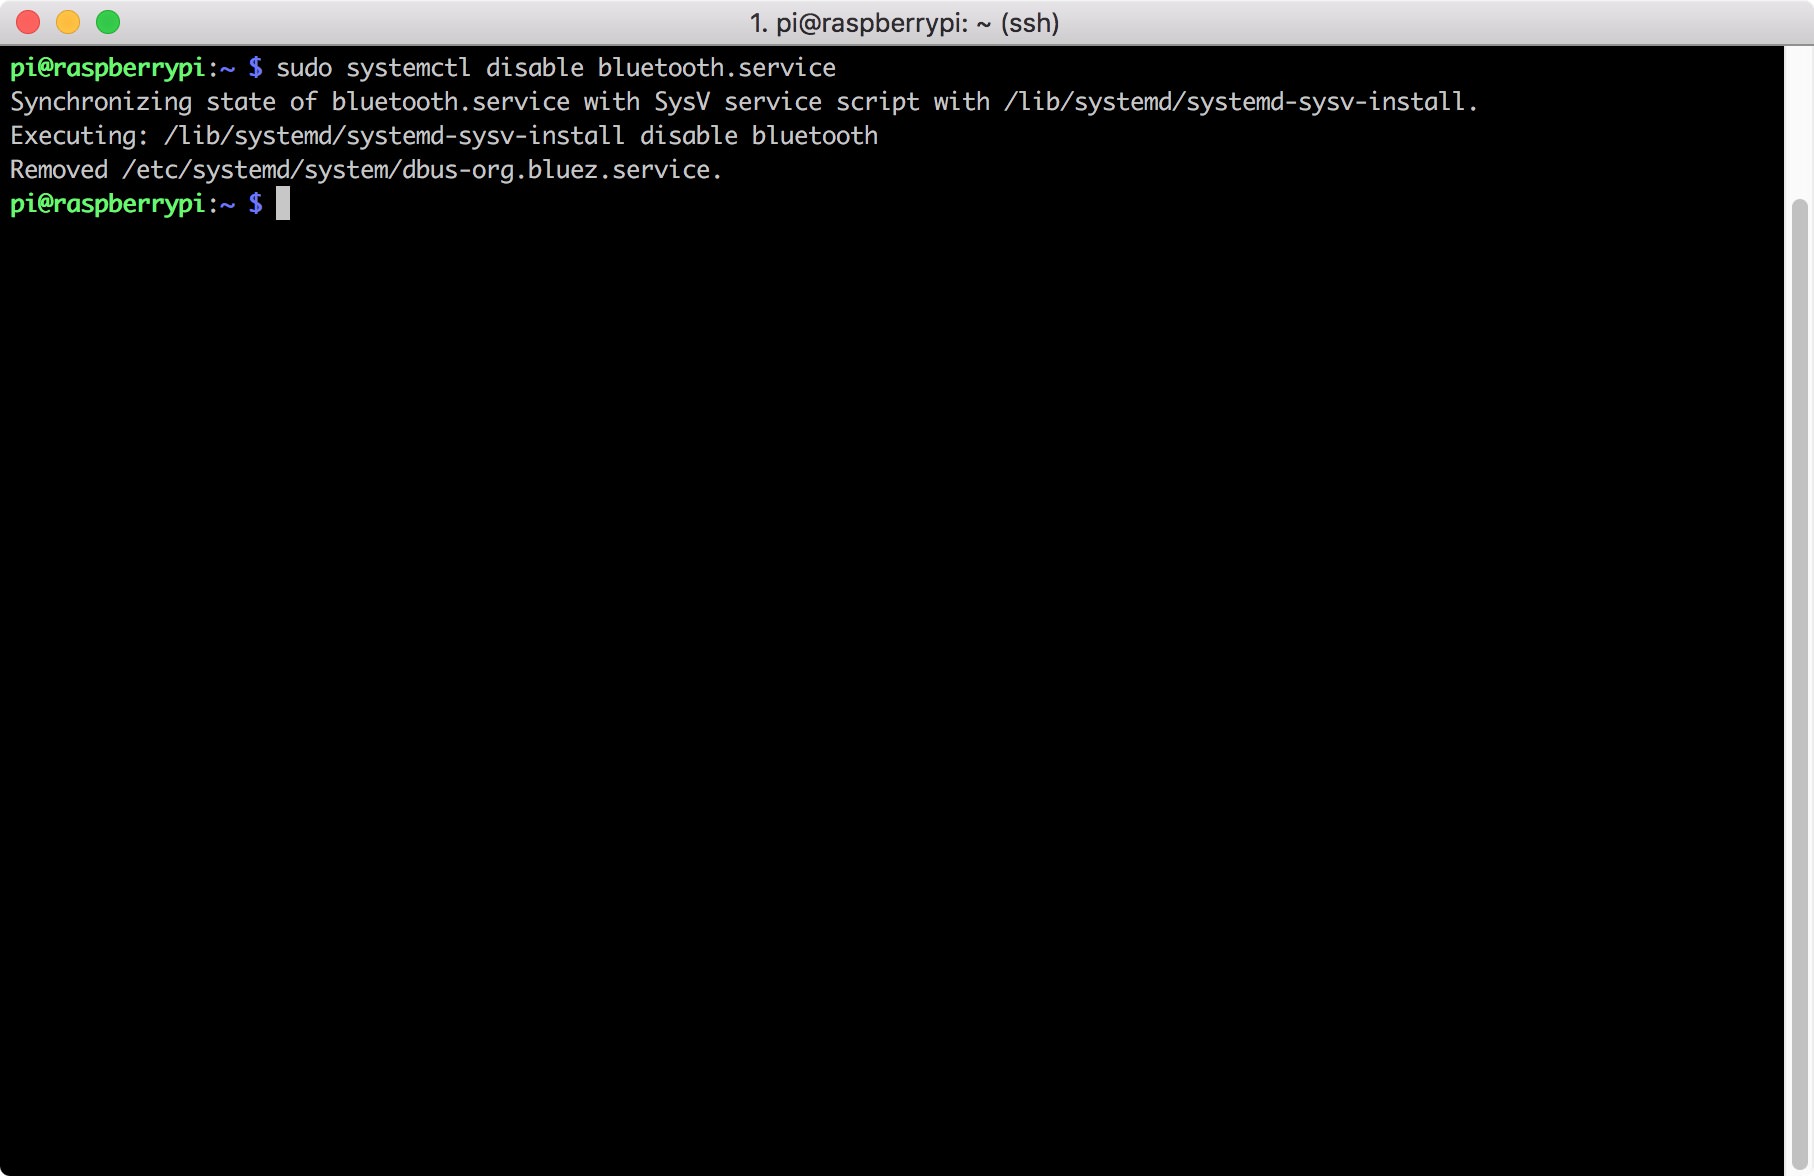 1. pi@raspberrypi: ~ (ssh)
pi@raspberrypi:~ $ sudo systemctl disable bluetooth.service
Synchronizing state of bluetooth.service with SysV service script with /lib/systemd/systemd-sysv-install.
Executing: /lib/systemd/systemd-sysv-install disable bluetooth
Removed /etc/systemd/system/dbus-org.bluez.service.
pi@raspberrypi:~ $